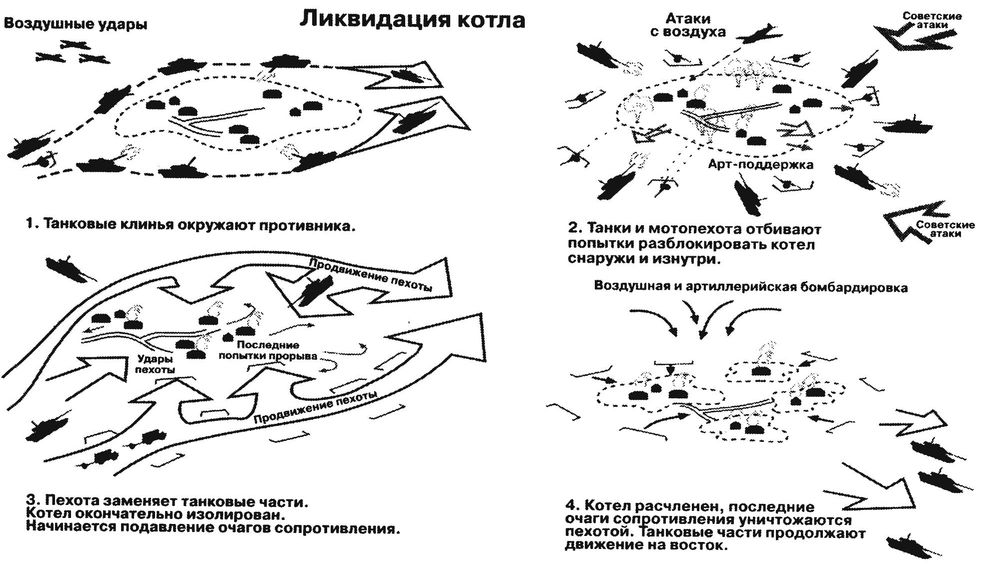 Ликвидация котла
Воздушные удары
1. Танковые клинья окружают противника.
Атаки
с воздуха
Советские
атаки
Арт-поддержка
Советские
атаки
2. Танки и мотопехота отбивают
попытки разблокировать котел
снаружи и изнутри.
Продвижение пехоты
Удары
пехоты
Последние
попытки прорыва
Продвижение пехоты
3. Пехота заменяет танковые части.
Котел окончательно изолирован.
Начинается подавление очагов сопротивления.
Воздушная и артиллерийская бомбардировка
4. Котел расчленен, последние
очаги сопротивления уничтожаются
пехотой. Танковые части продолжают
движение на восток.